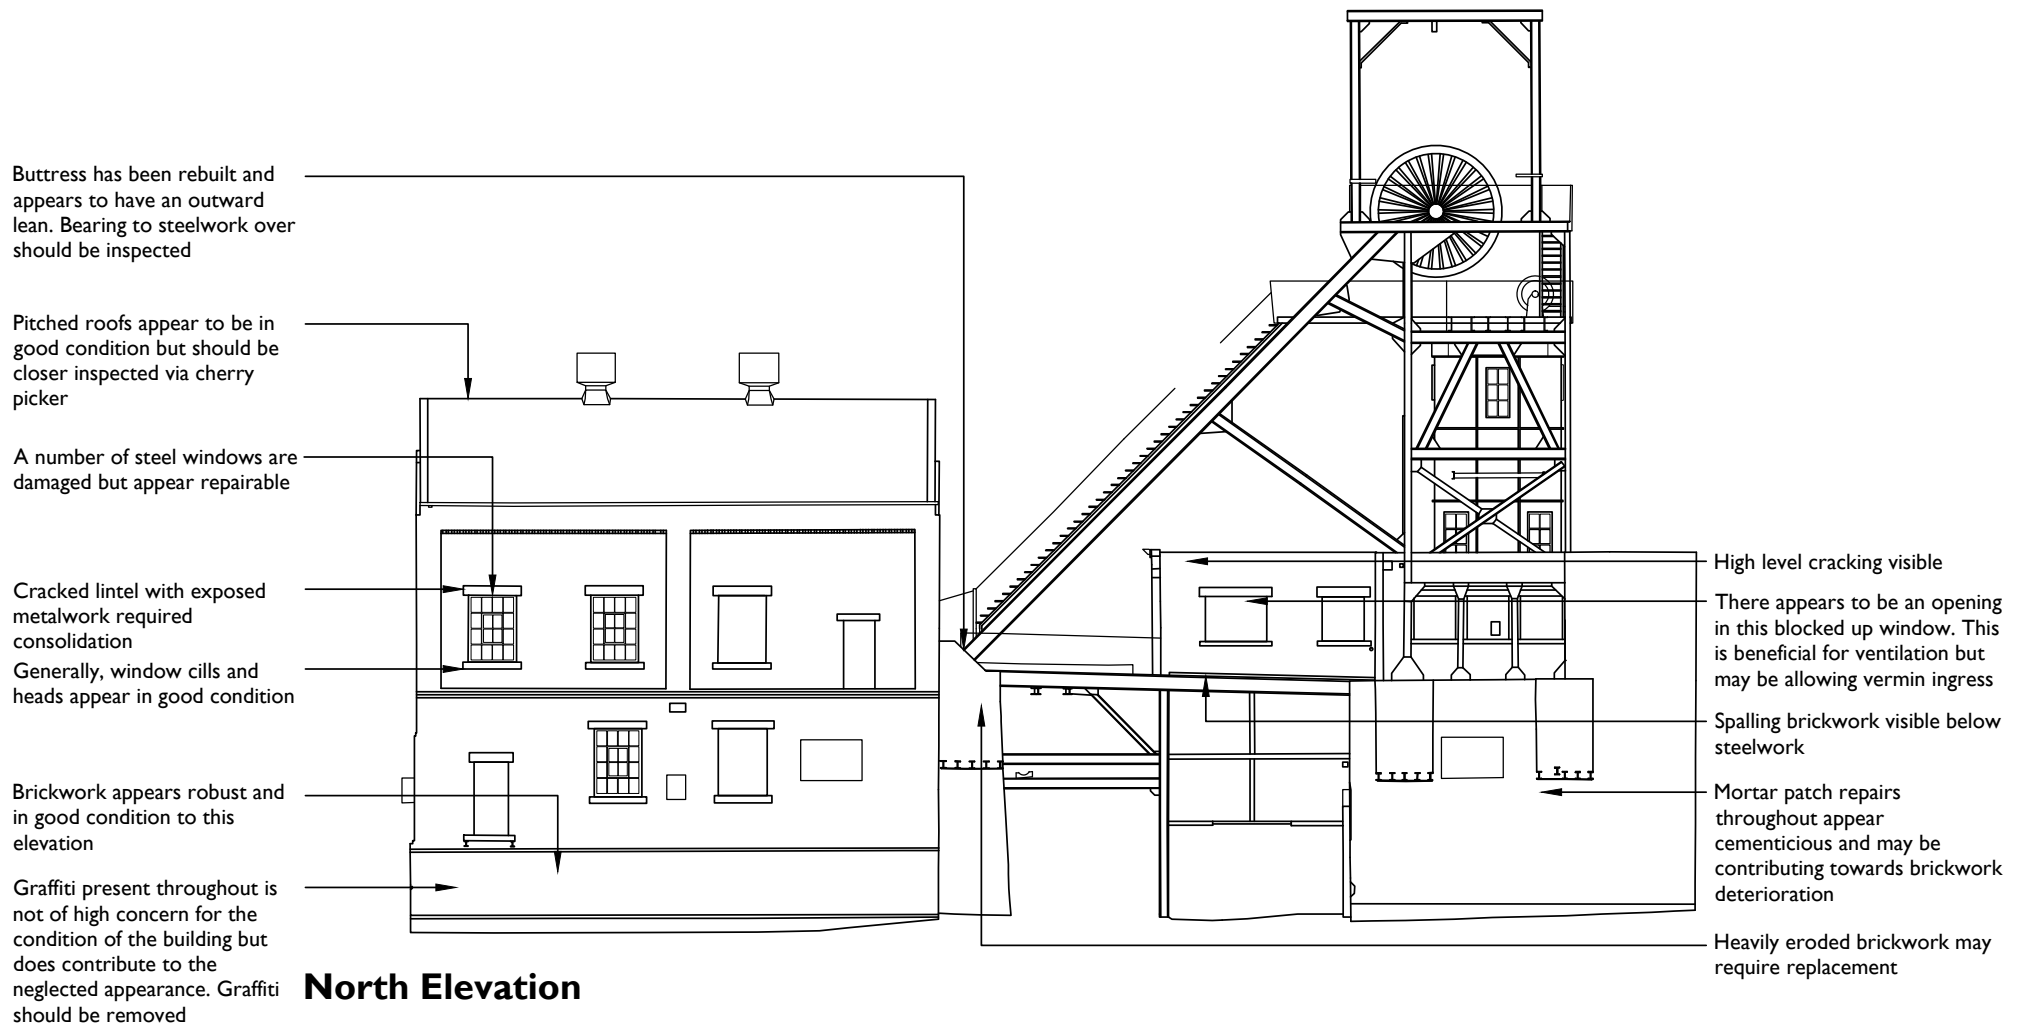 Buttress has been rebuilt and
appears to have an outward
lean. Bearing to steelwork over
should be inspected
Pitched roofs appear to be in
good condition but should be
closer inspected via cherry
picker
A number of steel windows are
damaged but appear repairable
Cracked lintel with exposed
metalwork required
consolidation
Generally, window cills and
heads appear in good condition
Brickwork appears robust and
in good condition to this
elevation
Graffiti present throughout is
not of high concern for the
condition of the building but
does contribute to the
neglected appearance. Graffiti
should be removed
North Elevation
High level cracking visible
There appears to be an opening
in this blocked up window. This
is beneficial for ventilation but
may be allowing vermin ingress
Spalling brickwork visible below
steelwork
Mortar patch repairs
throughout appear
cementicious and may be
contributing towards brickwork
deterioration
Heavily eroded brickwork may
require replacement